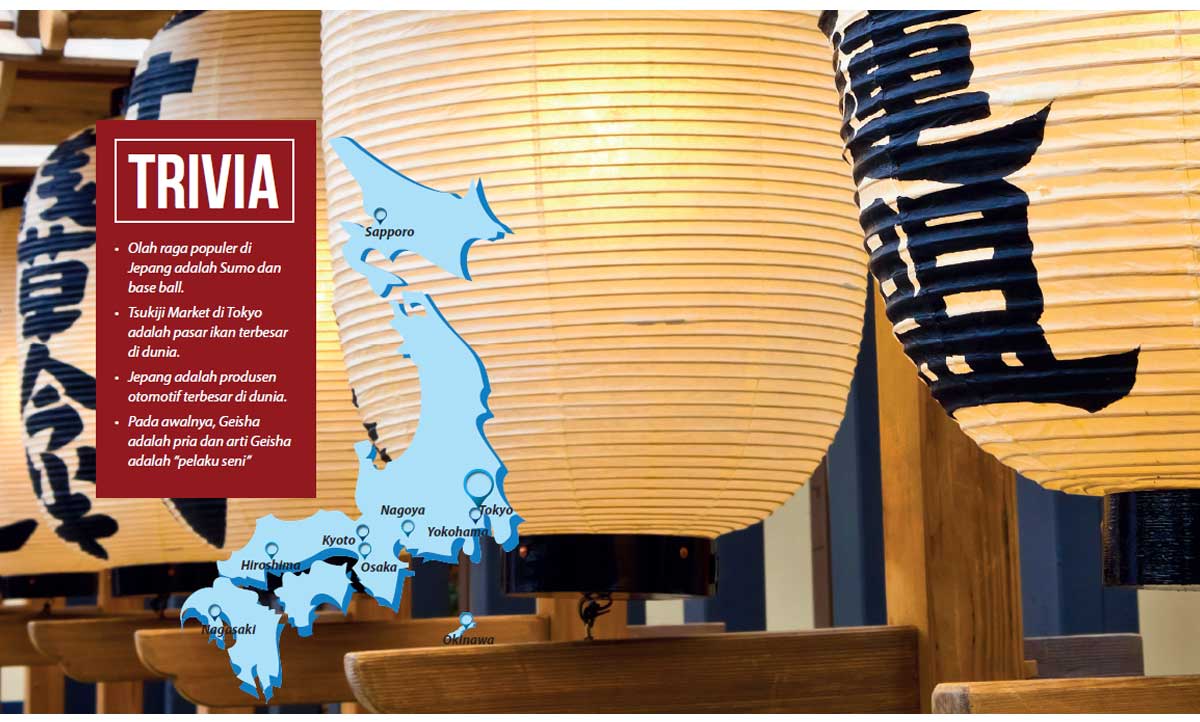 TRIVIA
• Olah raga populer di
Jepang adalah Sumo dan
base ball.
• Tsukiji Market di Tokyo
adalah pasar ikan terbesar
di dunia.
• Jepang adalah produsen
otomotif terbesar di dunia.
• Pada awalnya, Geisha
adalah pria dan arti Geisha
adalah “pelaku seni”
Sapporo
Nagoya
Tokyo
Yokohama
Kyoto
Osaka
Hiroshima
Nagasaki
Okinawa